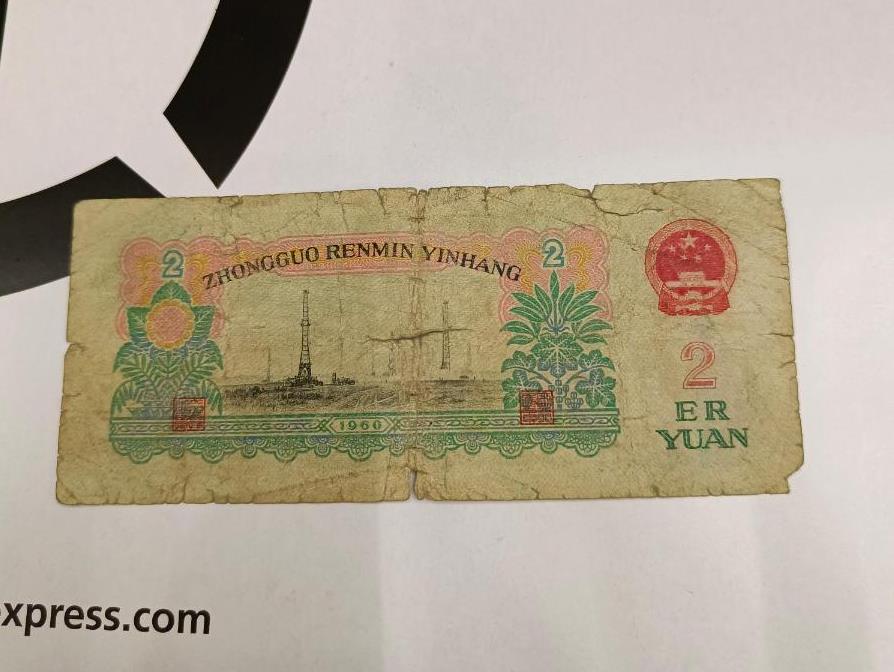 2
2
ZHONGGUO RENMIN YINHANG
1960
2
ER
YUAN
xpress.com